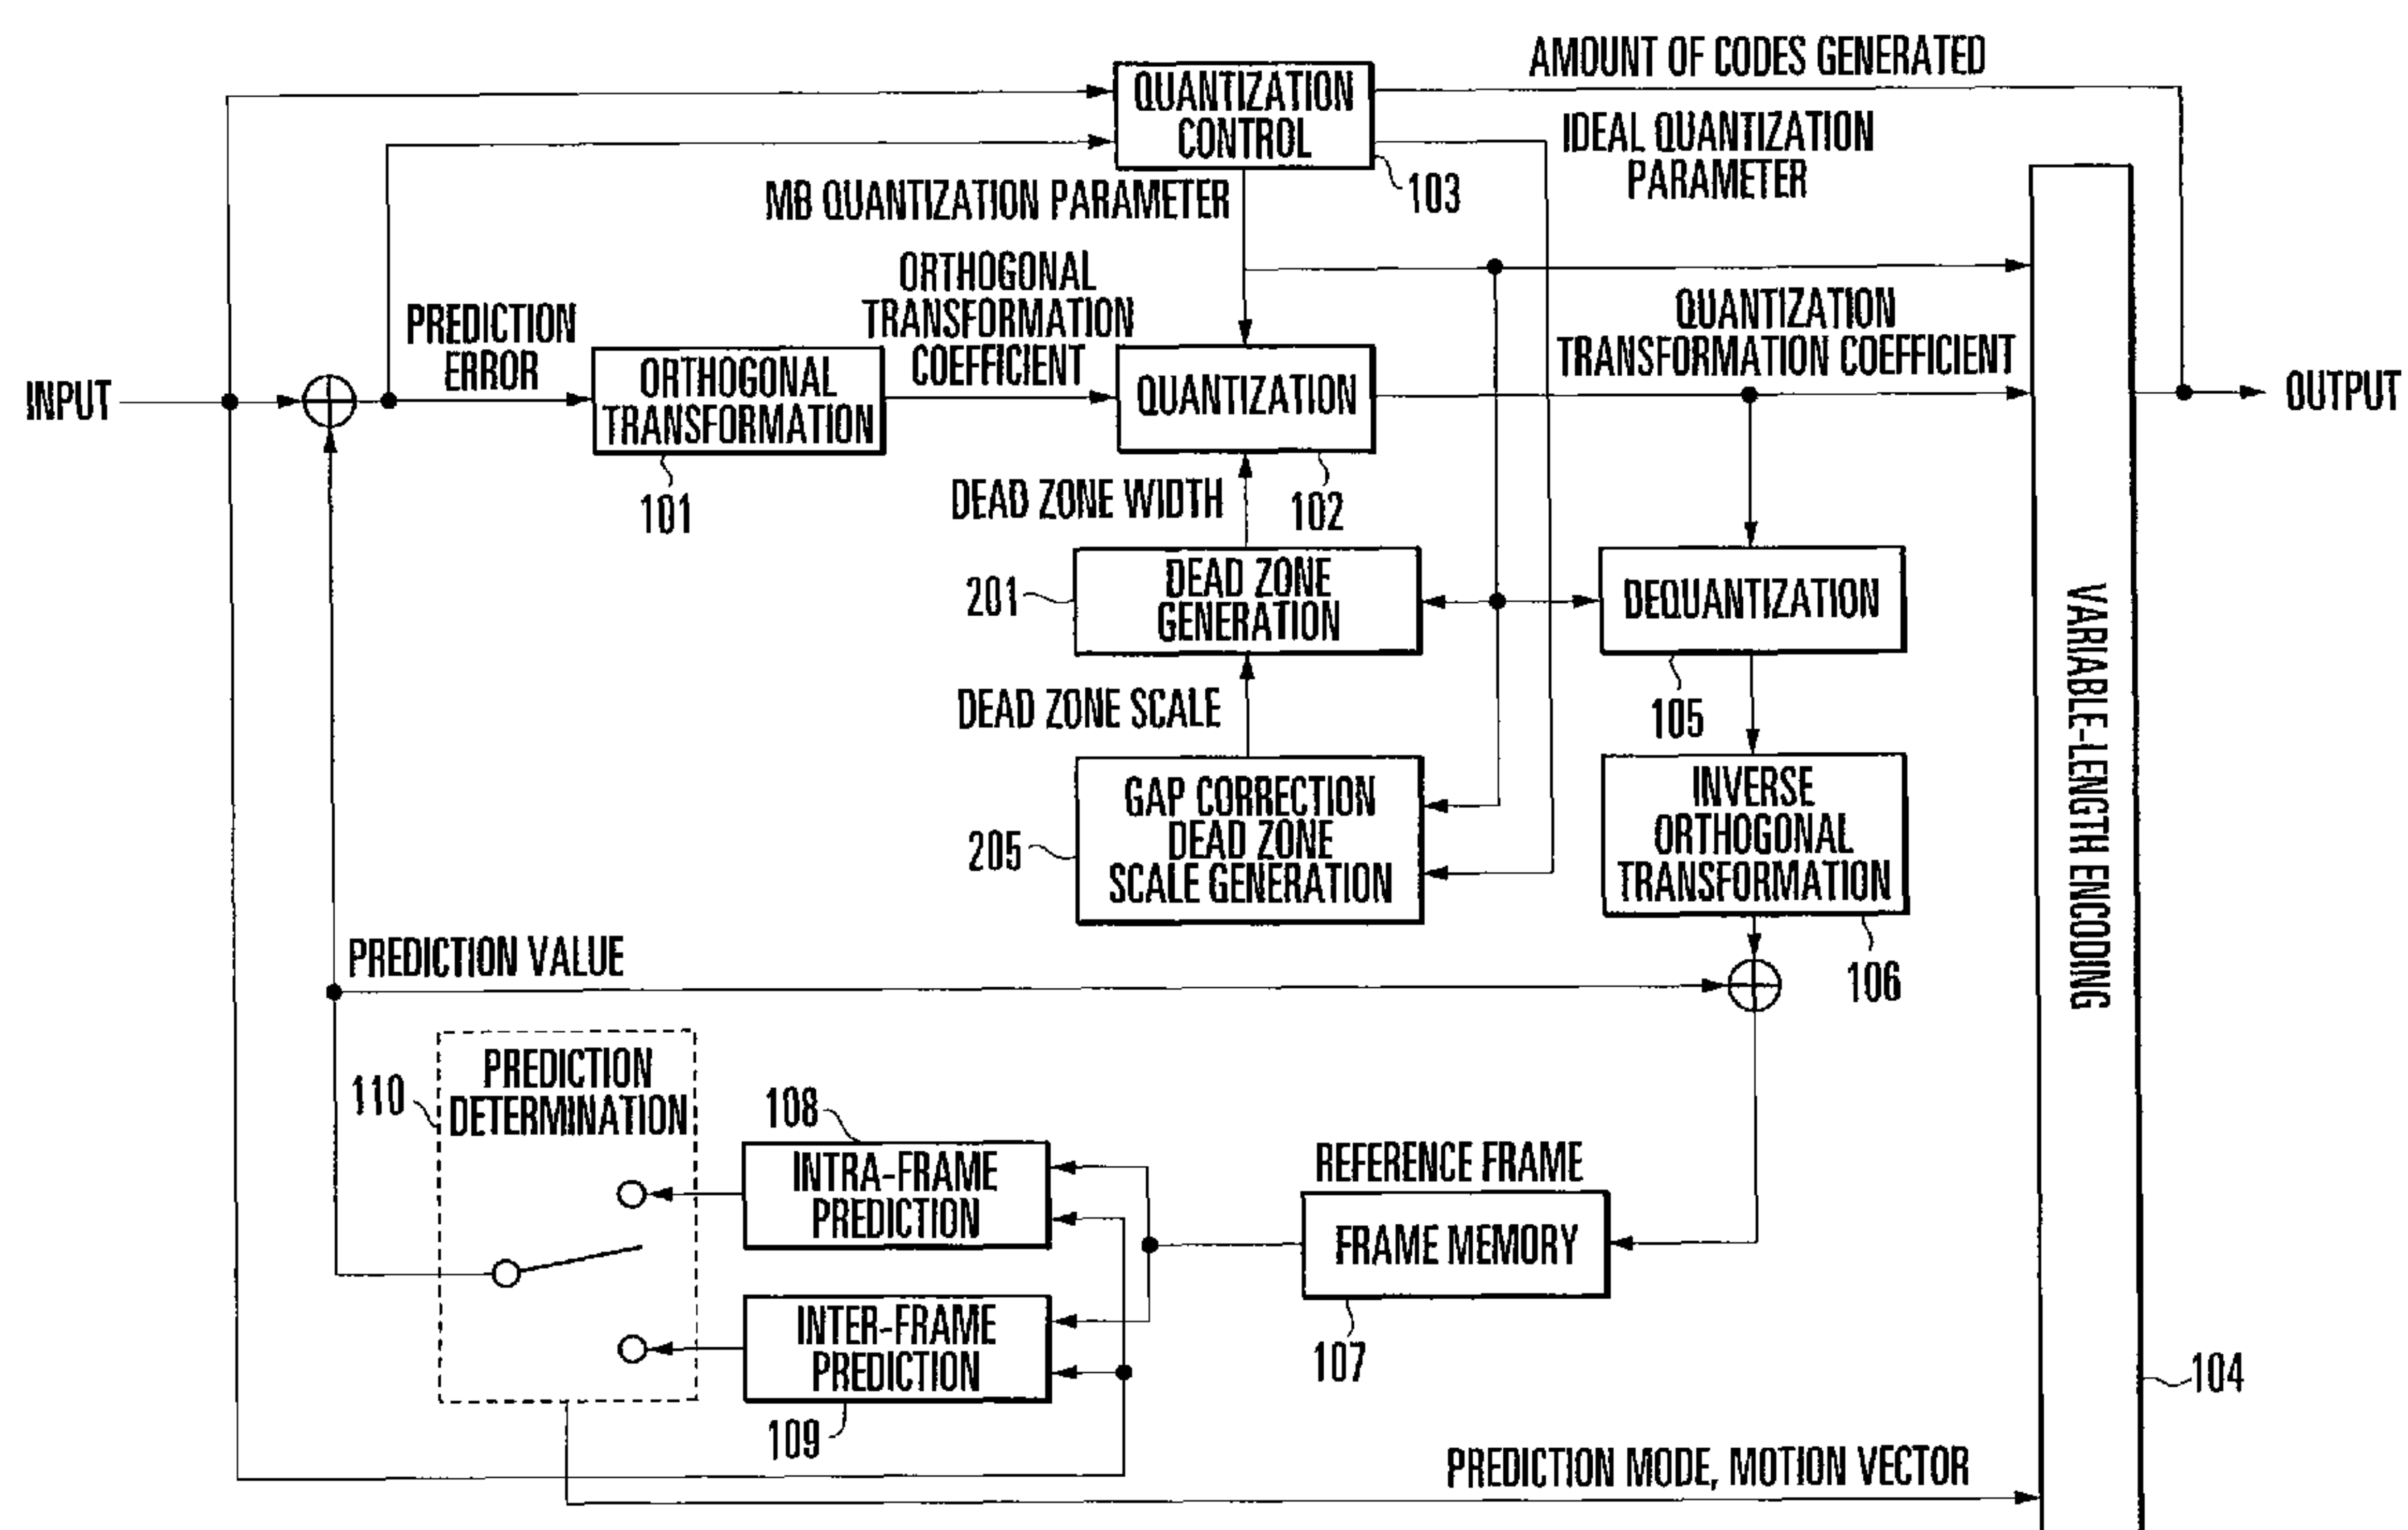 AMOUNT OF CODES GENERATED
QUANTIZATION
CONTROL
IDEAL QUANTIZATION
PARAMETER
103
MB QUANTIZATION PARAMETER
ORTHOGONAL
TRANSFORMATION
COEFFICIENT
PREDICTION
ERROR
QUANTIZATION
TRANSFORMATION COEFFICIENT
INPUT
ORTHOGONAL
TRANSFORMATION
QUANTIZATION
OUTPUT
101
DEAD ZONE WIDTH
102
201
DEAD ZONE
GENERATION
DEQUANTIZATION
105
DEAD ZONE SCALE
205
GAP CORRECTION
DEAD ZONE
SCALE GENERATION
INVERSE
ORTHOGONAL
TRANSFORMATION
106
VARIABLE-LENGTH ENCODING
PREDICTION VALUE
110
PREDICTION
DETERMINATION
108
INTRA-FRAME
PREDICTION
REFERENCE FRAME
FRAME MEMORY
107
INTER-FRAME
PREDICTION
109
104
PREDICTION MODE, MOTION VECTOR